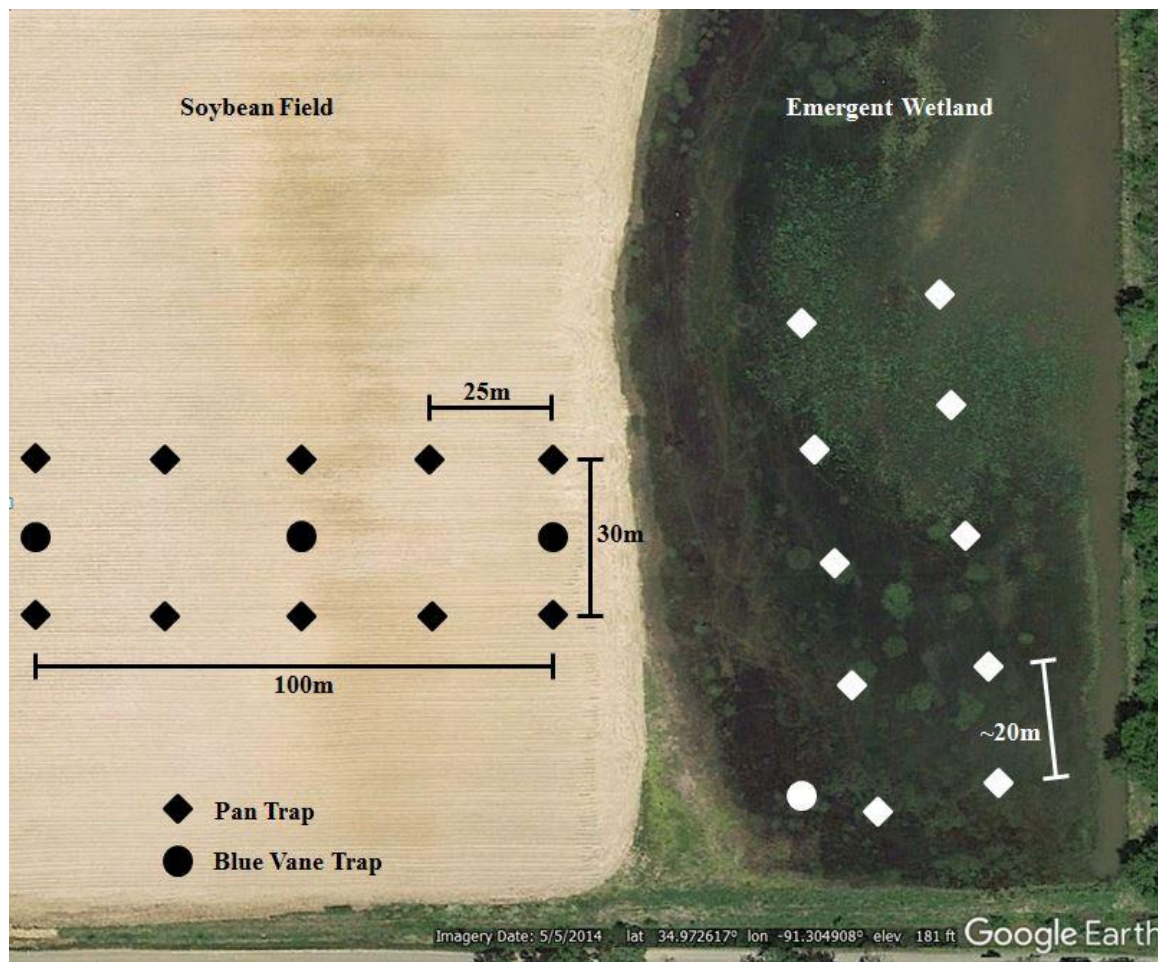 Soybean Field
Emergent Wetland
25m
30m
100m
~20m
Pan Trap
Blue Vane Trap
Imagery Date: 5/5/2014 lat 34.972617° lon -91.304908° elev 181 ft Google Earth